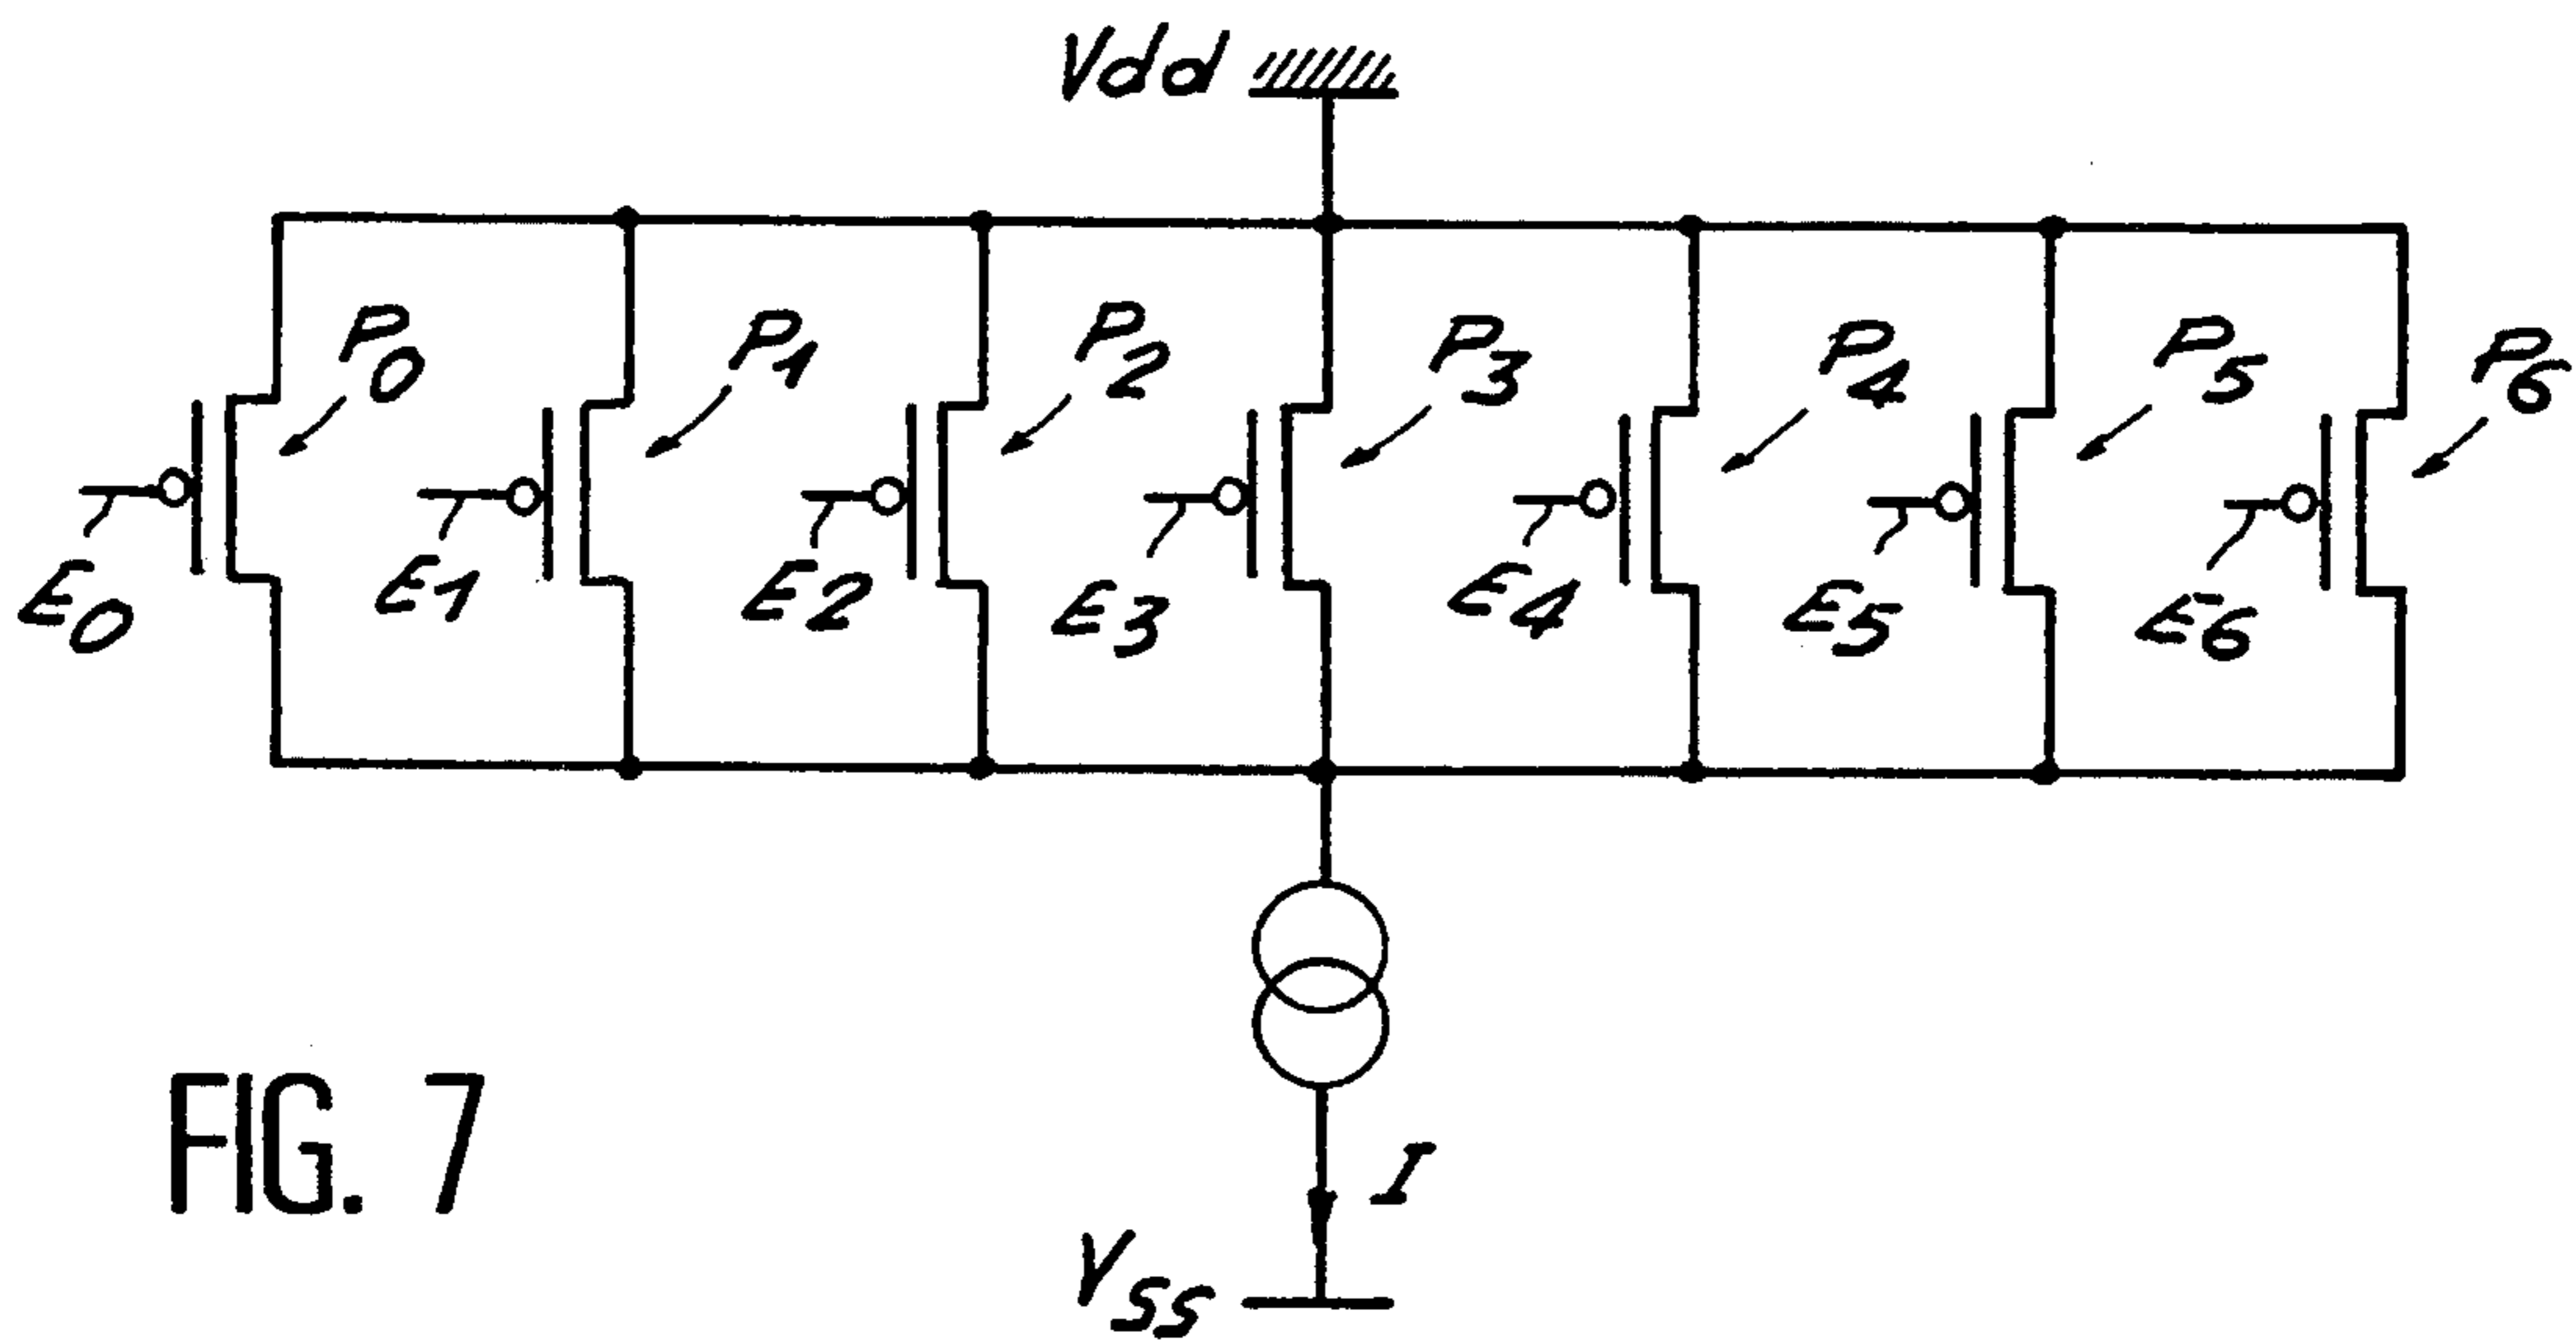 Vdd
P0 P1 P2 P3 P4 P5 P6
E0 E1 E2 E3 E4 E5 E6
I
FIG. 7
VSS